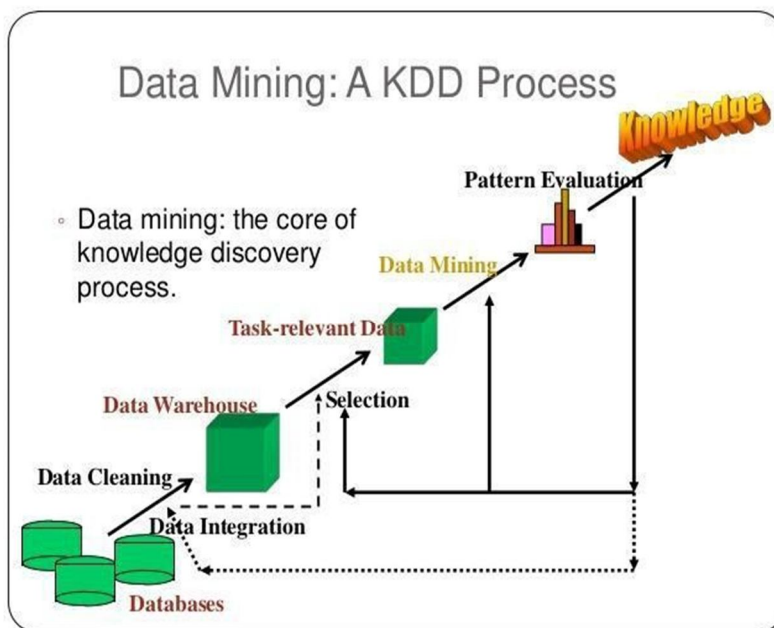 Data Mining: A KDD Process
Knowledge
Pattern Evaluation
◦ Data mining: the core of
knowledge discovery
process.
Data Mining
Task-relevant Data
Selection
Data Warehouse
Data Cleaning
Data Integration
Databases